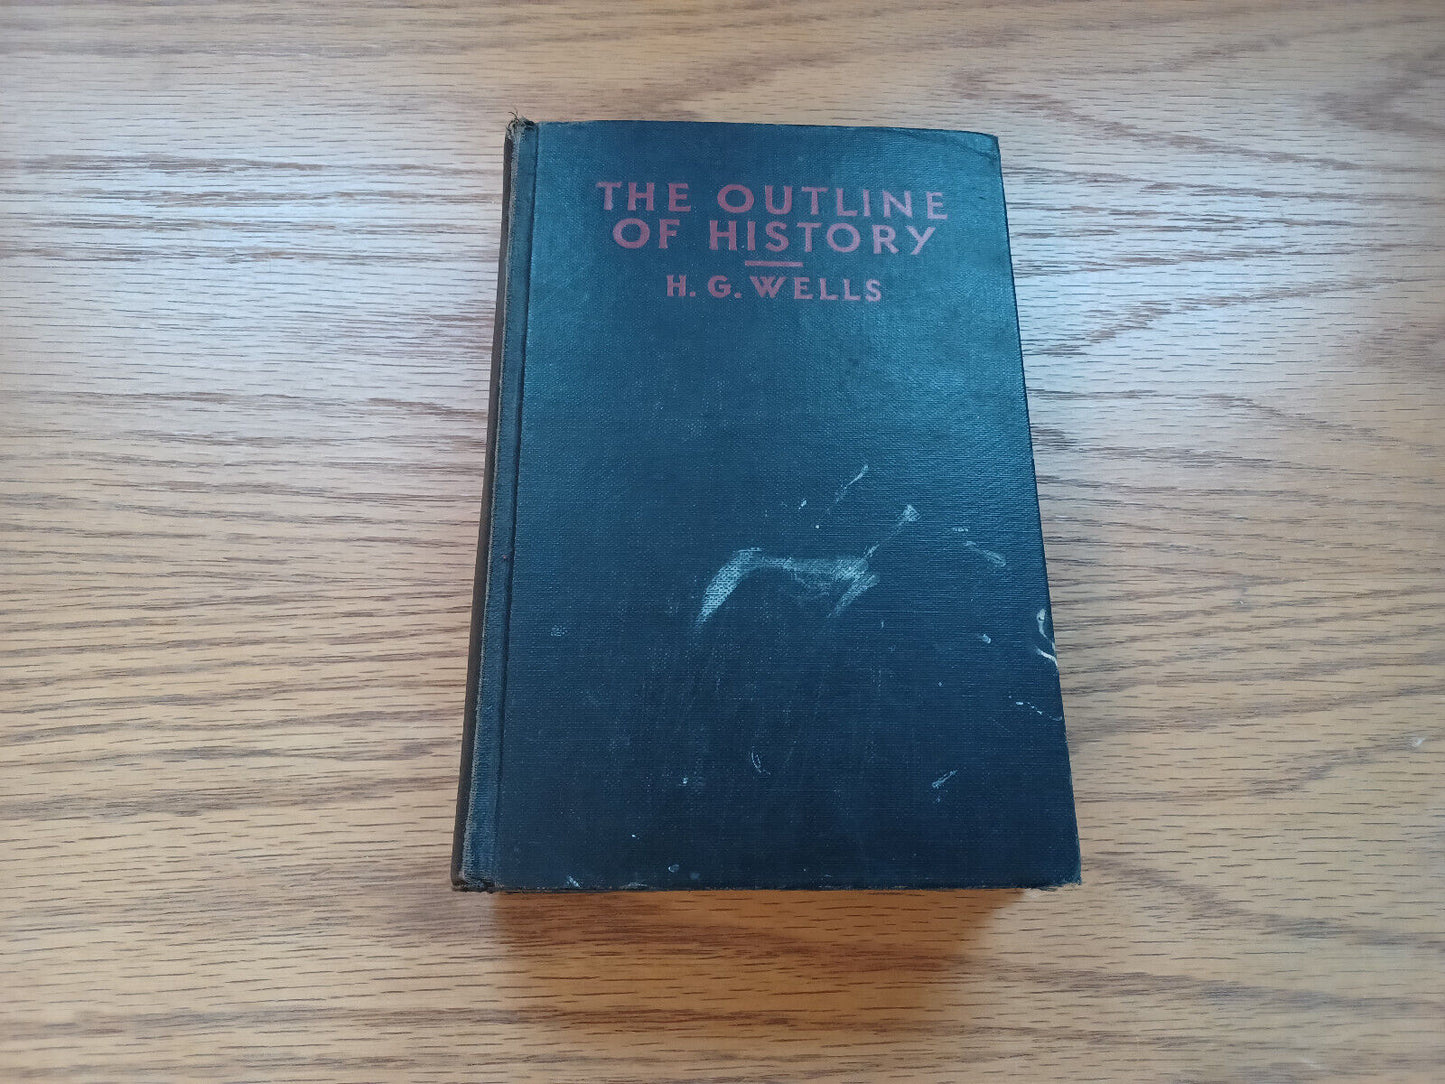 THE OUTLINE
OF HISTORY
H. G. WELLS